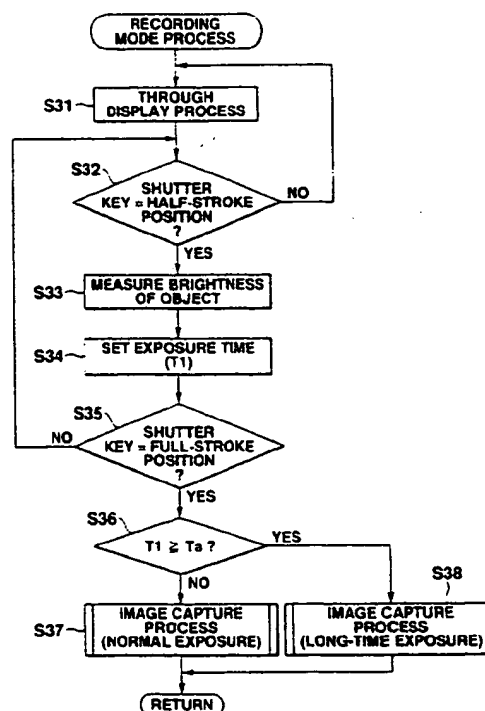 RECORDING
MODE PROCESS
S31
THROUGH
DISPLAY PROCESS
S32
SHUTTER
KEY = HALF-STROKE
POSITION
?
NO
YES
S33
MEASURE BRIGHTNESS
OF OBJECT
S34
SET EXPOSURE TIME
(T1)
S35
NO
SHUTTER
KEY = FULL-STROKE
POSITION
?
YES
S36
T1 ≧ Ta ?
YES
NO
S37
IMAGE CAPTURE
PROCESS
(NORMAL EXPOSURE)
S38
IMAGE CAPTURE
PROCESS
(LONG-TIME EXPOSURE)
RETURN